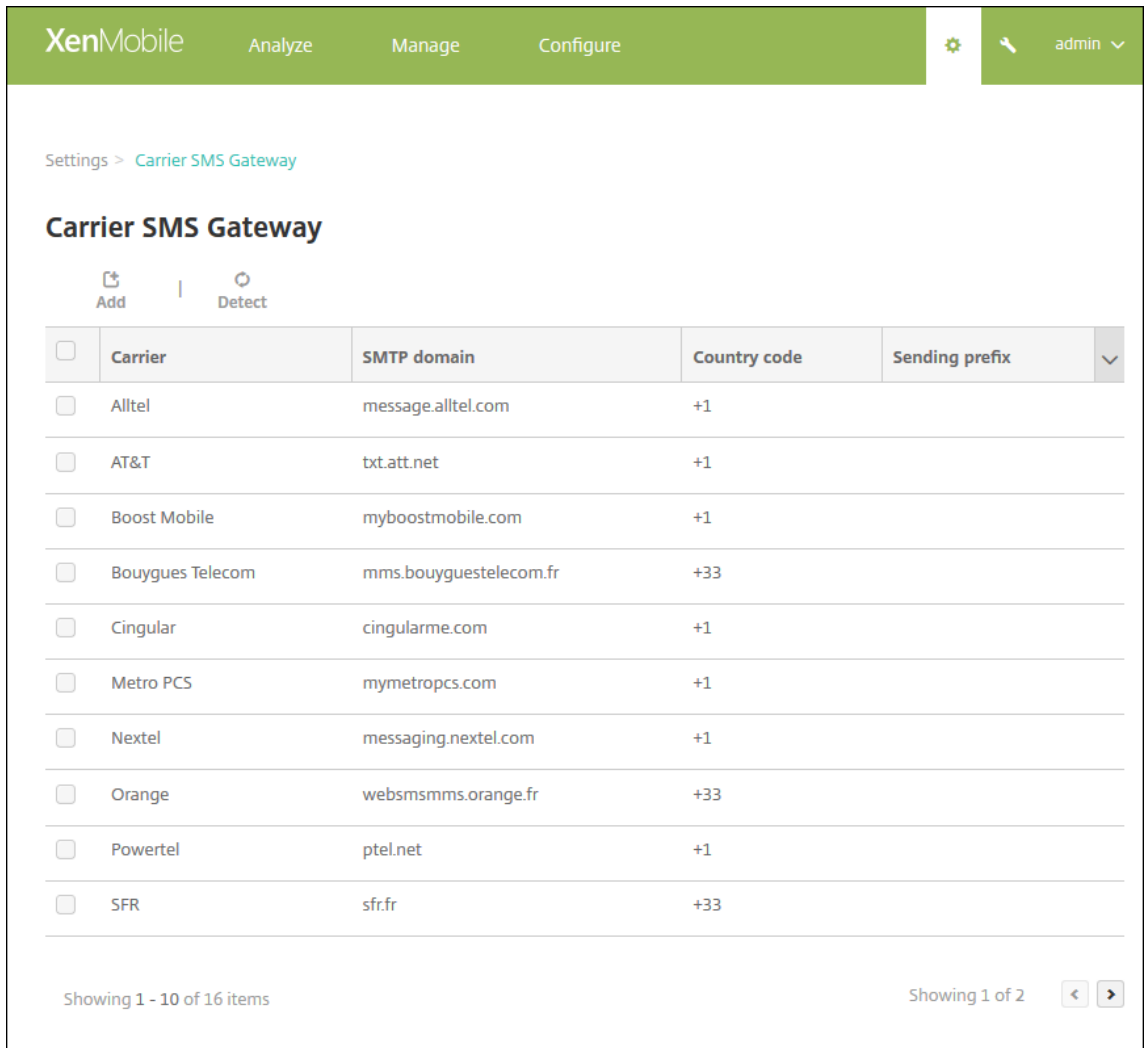 XenMobile Analyze Manage Configure admin
Settings > Carrier SMS Gateway
Carrier SMS Gateway
Add | Detect
Carrier SMTP domain Country code Sending prefix
Alltel message.alltel.com +1
AT&T txt.att.net +1
Boost Mobile myboostmobile.com +1
Bouygues Telecom mms.bouyguestelecom.fr +33
Cingular cingularme.com +1
Metro PCS mymetropcs.com +1
Nextel messaging.nextel.com +1
Orange websmsmms.orange.fr +33
Powertel ptel.net +1
SFR sfr.fr +33
Showing 1 - 10 of 16 items Showing 1 of 2 < >